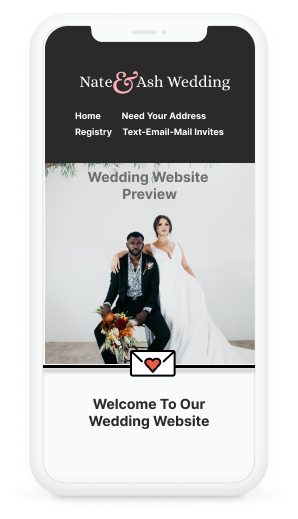 Nate & Ash Wedding
Home Need Your Address
Registry Text-Email-Mail Invites
Wedding Website
Preview
Welcome To Our
Wedding Website